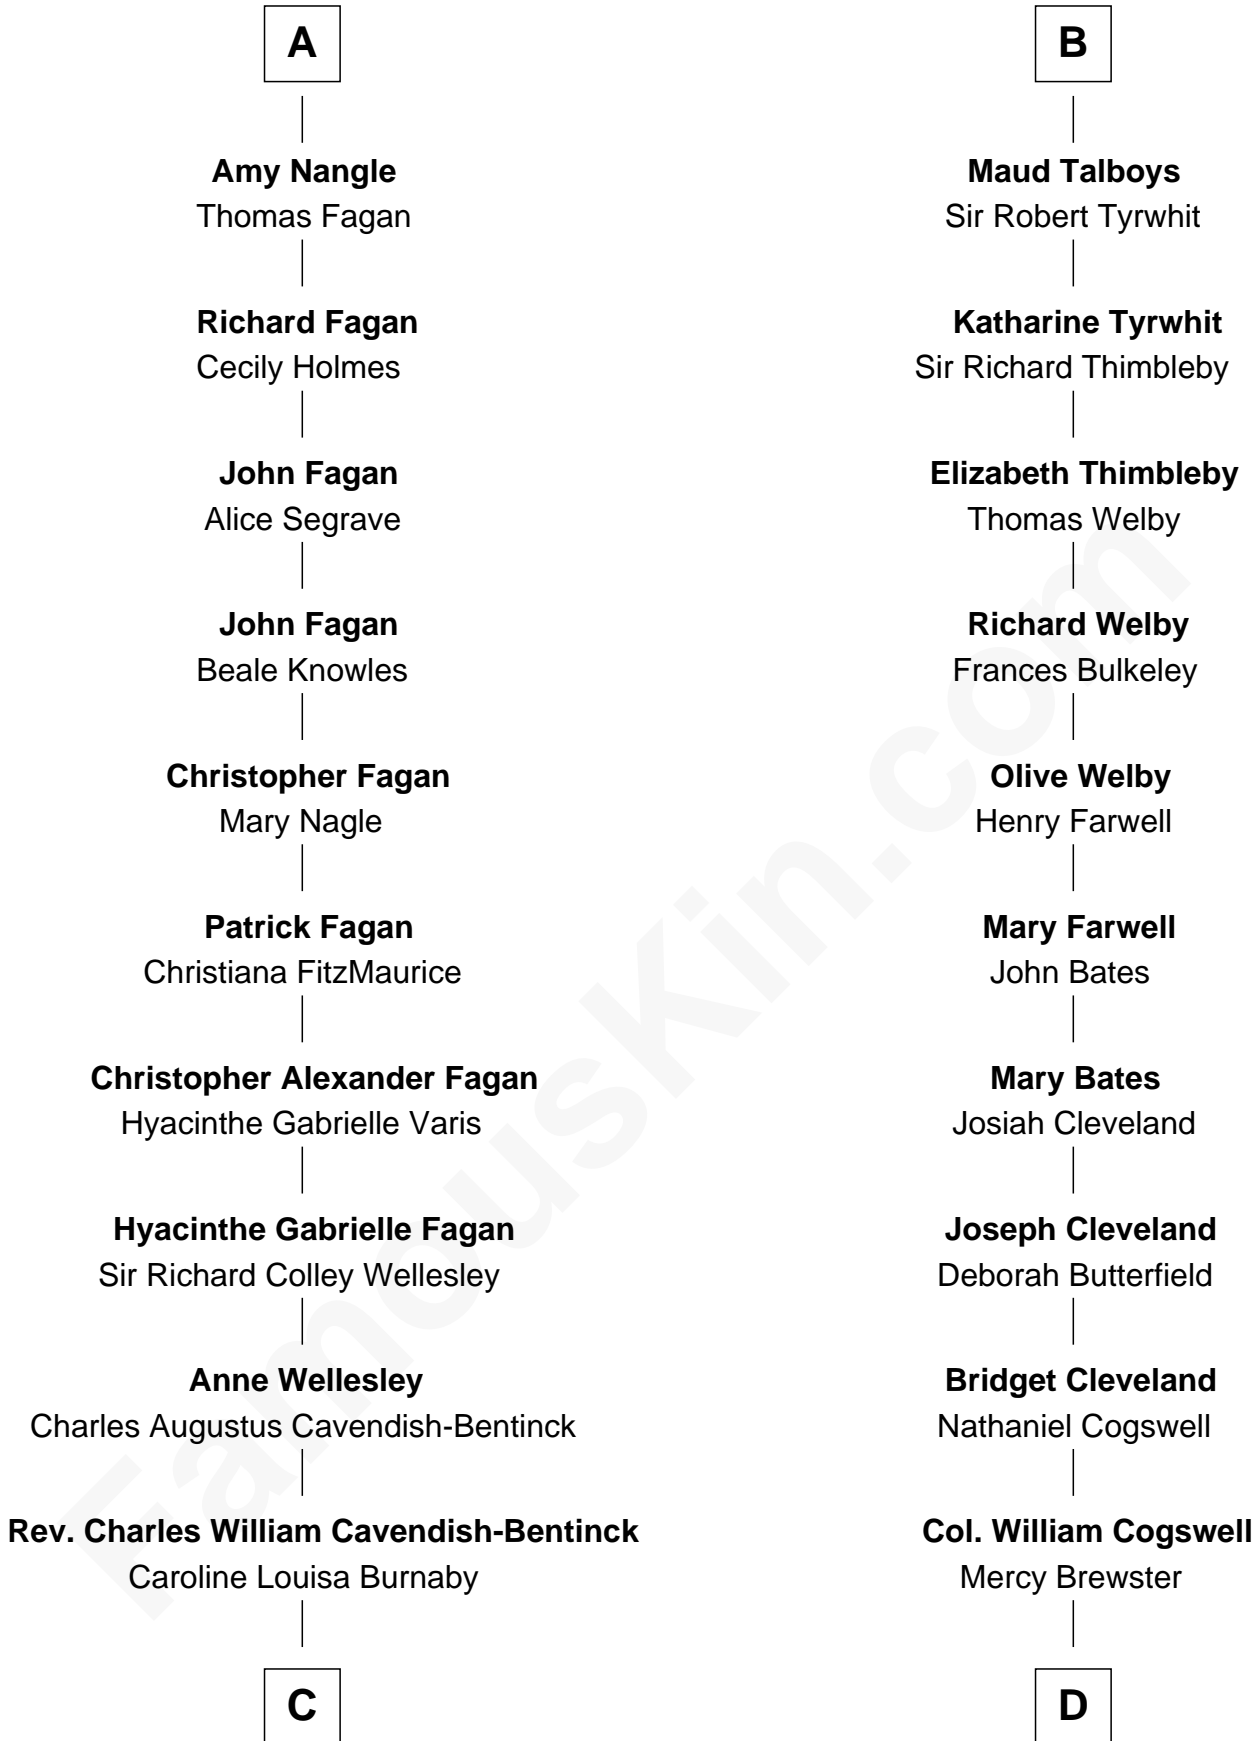 A
Amy Nangle
Thomas Fagan
Richard Fagan
Cecily Holmes
John Fagan
Alice Segrave
John Fagan
Beale Knowles
Christopher Fagan
Mary Nagle
Patrick Fagan
Christiana FitzMaurice
Christopher Alexander Fagan
Hyacinthe Gabrielle Varis
Hyacinthe Gabrielle Fagan
Sir Richard Colley Wellesley
Anne Wellesley
Charles Augustus Cavendish-Bentinck
Rev. Charles William Cavendish-Bentinck
Caroline Louisa Burnaby
C
B
Maud Talboys
Sir Robert Tyrwhit
Katharine Tyrwhit
Sir Richard Thimbleby
Elizabeth Thimbleby
Thomas Welby
Richard Welby
Frances Bulkeley
Olive Welby
Henry Farwell
Mary Farwell
John Bates
Mary Bates
Josiah Cleveland
Joseph Cleveland
Deborah Butterfield
Bridget Cleveland
Nathaniel Cogswell
Col. William Cogswell
Mercy Brewster
D
FamousKin.com